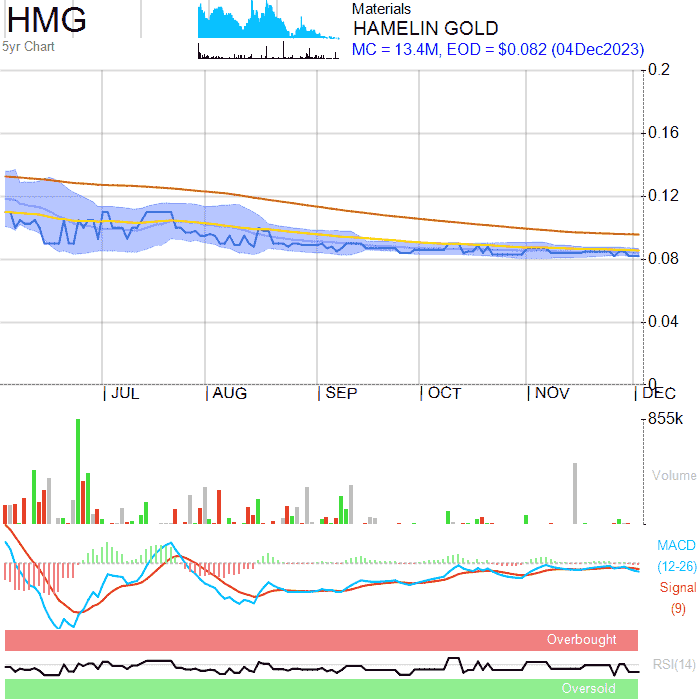 HMG
5yr Chart
Materials
HAMELIN GOLD
MC = 13.4M, EOD = $0.082 (04Dec2023)
0.2
0.16
0.12
0.08
0.04
0
JUL AUG SEP OCT NOV DEC
855k
Volume
MACD
(12-26)
Signal
(9)
Overbought
RSI(14)
Oversold